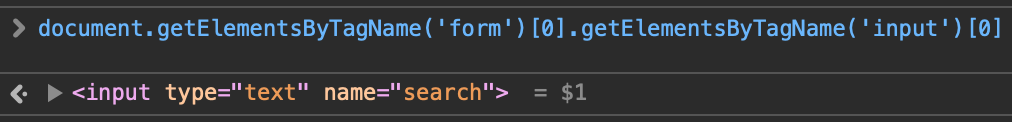 > document.getElementsByTagName('form')[0].getElementsByTagName('input')[0]
<input type="text" name="search"> = $1